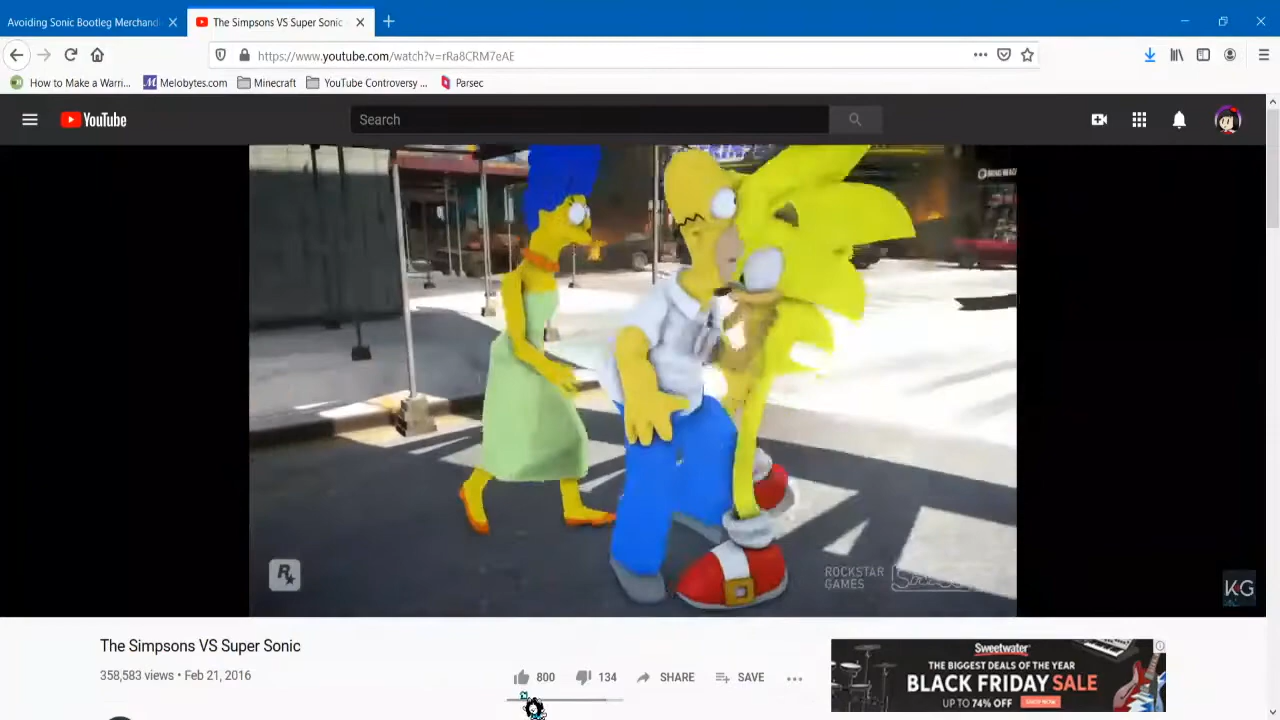 Avoiding Sonic Bootleg Merchand
The Simpsons VS Super Sonic
https://www.youtube.com/watch?v=rRa8CRM7eAE
How to Make a Warri...
Melobytes.com
Minecraft
YouTube Controversy ...
Parsec
YouTube
Search
R
ROCKSTAR
GAMES
K
G
The Simpsons VS Super Sonic
358,583 views • Feb 21, 2016
800
134
SHARE
SAVE
Sweetwater
THE BIGGEST DEALS OF THE YEAR
BLACK FRIDAY SALE
UP TO 74% OFF
SHOW NOW